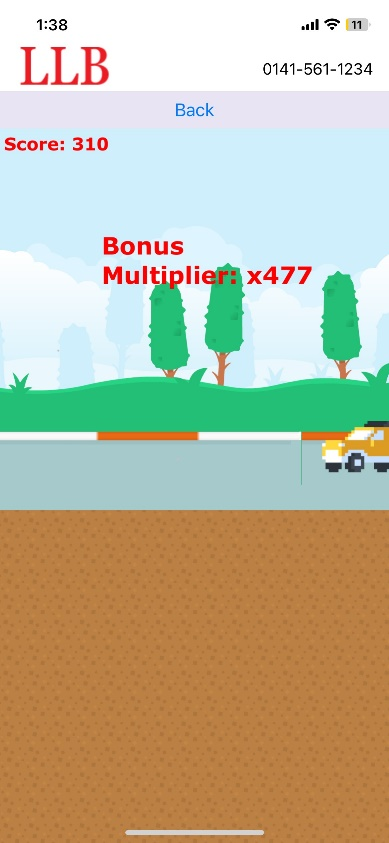 1:38
11
LLB
0141-561-1234
Back
Score: 310
Bonus
Multiplier: x477